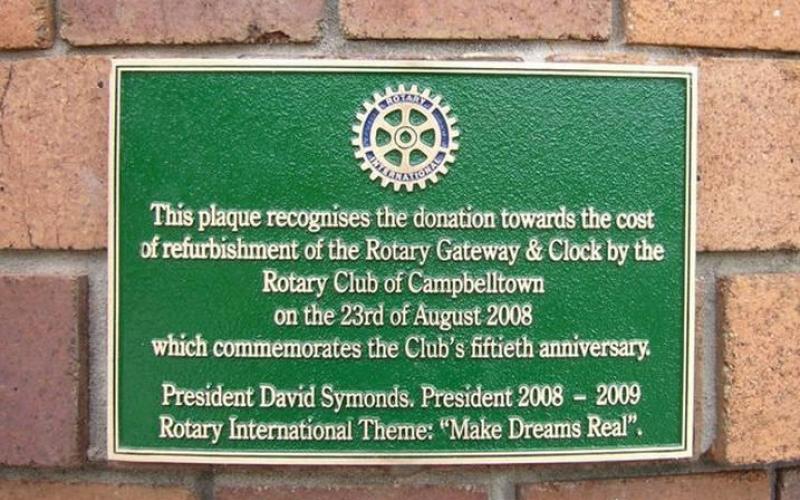 ROTARY
INTERNATIONAL
This plaque recognises the donation towards the cost
of refurbishment of the Rotary Gateway & Clock by the
Rotary Club of Campbelltown
on the 23rd of August 2008
which commemorates the Club's fiftieth anniversary.
President David Symonds. President 2008 – 2009
Rotary International Theme: "Make Dreams Real".